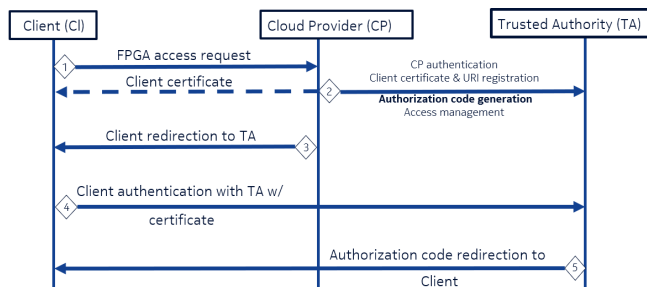 Client (Cl)
Cloud Provider (CP)
Trusted Authority (TA)
1
FPGA access request
Client certificate
2
CP authentication
Client certificate & URI registration
Authorization code generation
Access management
Client redirection to TA
3
Client authentication with TA w/
4
certificate
Authorization code redirection to
5
Client